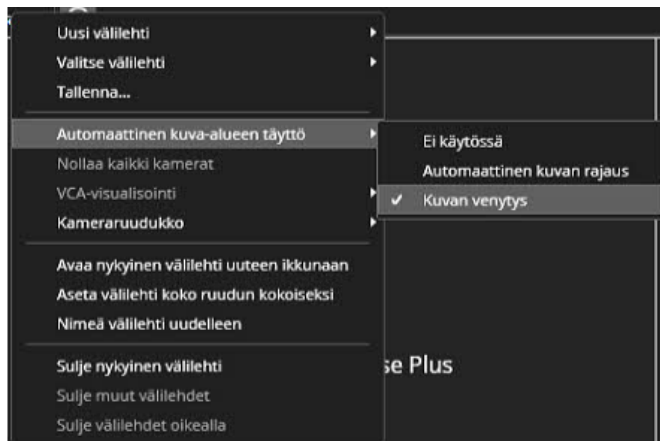 Uusi välilehti
Valitse välilehti
Tallenna...
Automaattinen kuva-alueen täyttö
Nollaa kaikki kamerat
VCA-visualisointi
Kameraruudukko
Avaa nykyinen välilehti uuteen ikkunaan
Aseta välilehti koko ruudun kokoiseksi
Nimeä välilehti uudelleen
Sulje nykyinen välilehti
Sulje muut välilehdet
Sulje välilehdet oikealla
Ei käytössä
Automaattinen kuvan rajaus
Kuvan venytys
se Plus